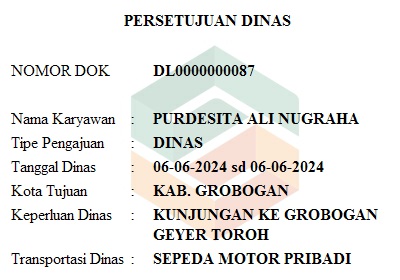 PERSETUJUAN DINAS
NOMOR DOK DL0000000087
Nama Karyawan : PURDESITA ALI NUGRAHA
Tipe Pengajuan : DINAS
Tanggal Dinas : 06-06-2024 sd 06-06-2024
Kota Tujuan : KAB. GROBOGAN
Keperluan Dinas : KUNJUNGAN KE GROBOGAN
GEYER TOROH
Transportasi Dinas : SEPEDA MOTOR PRIBADI